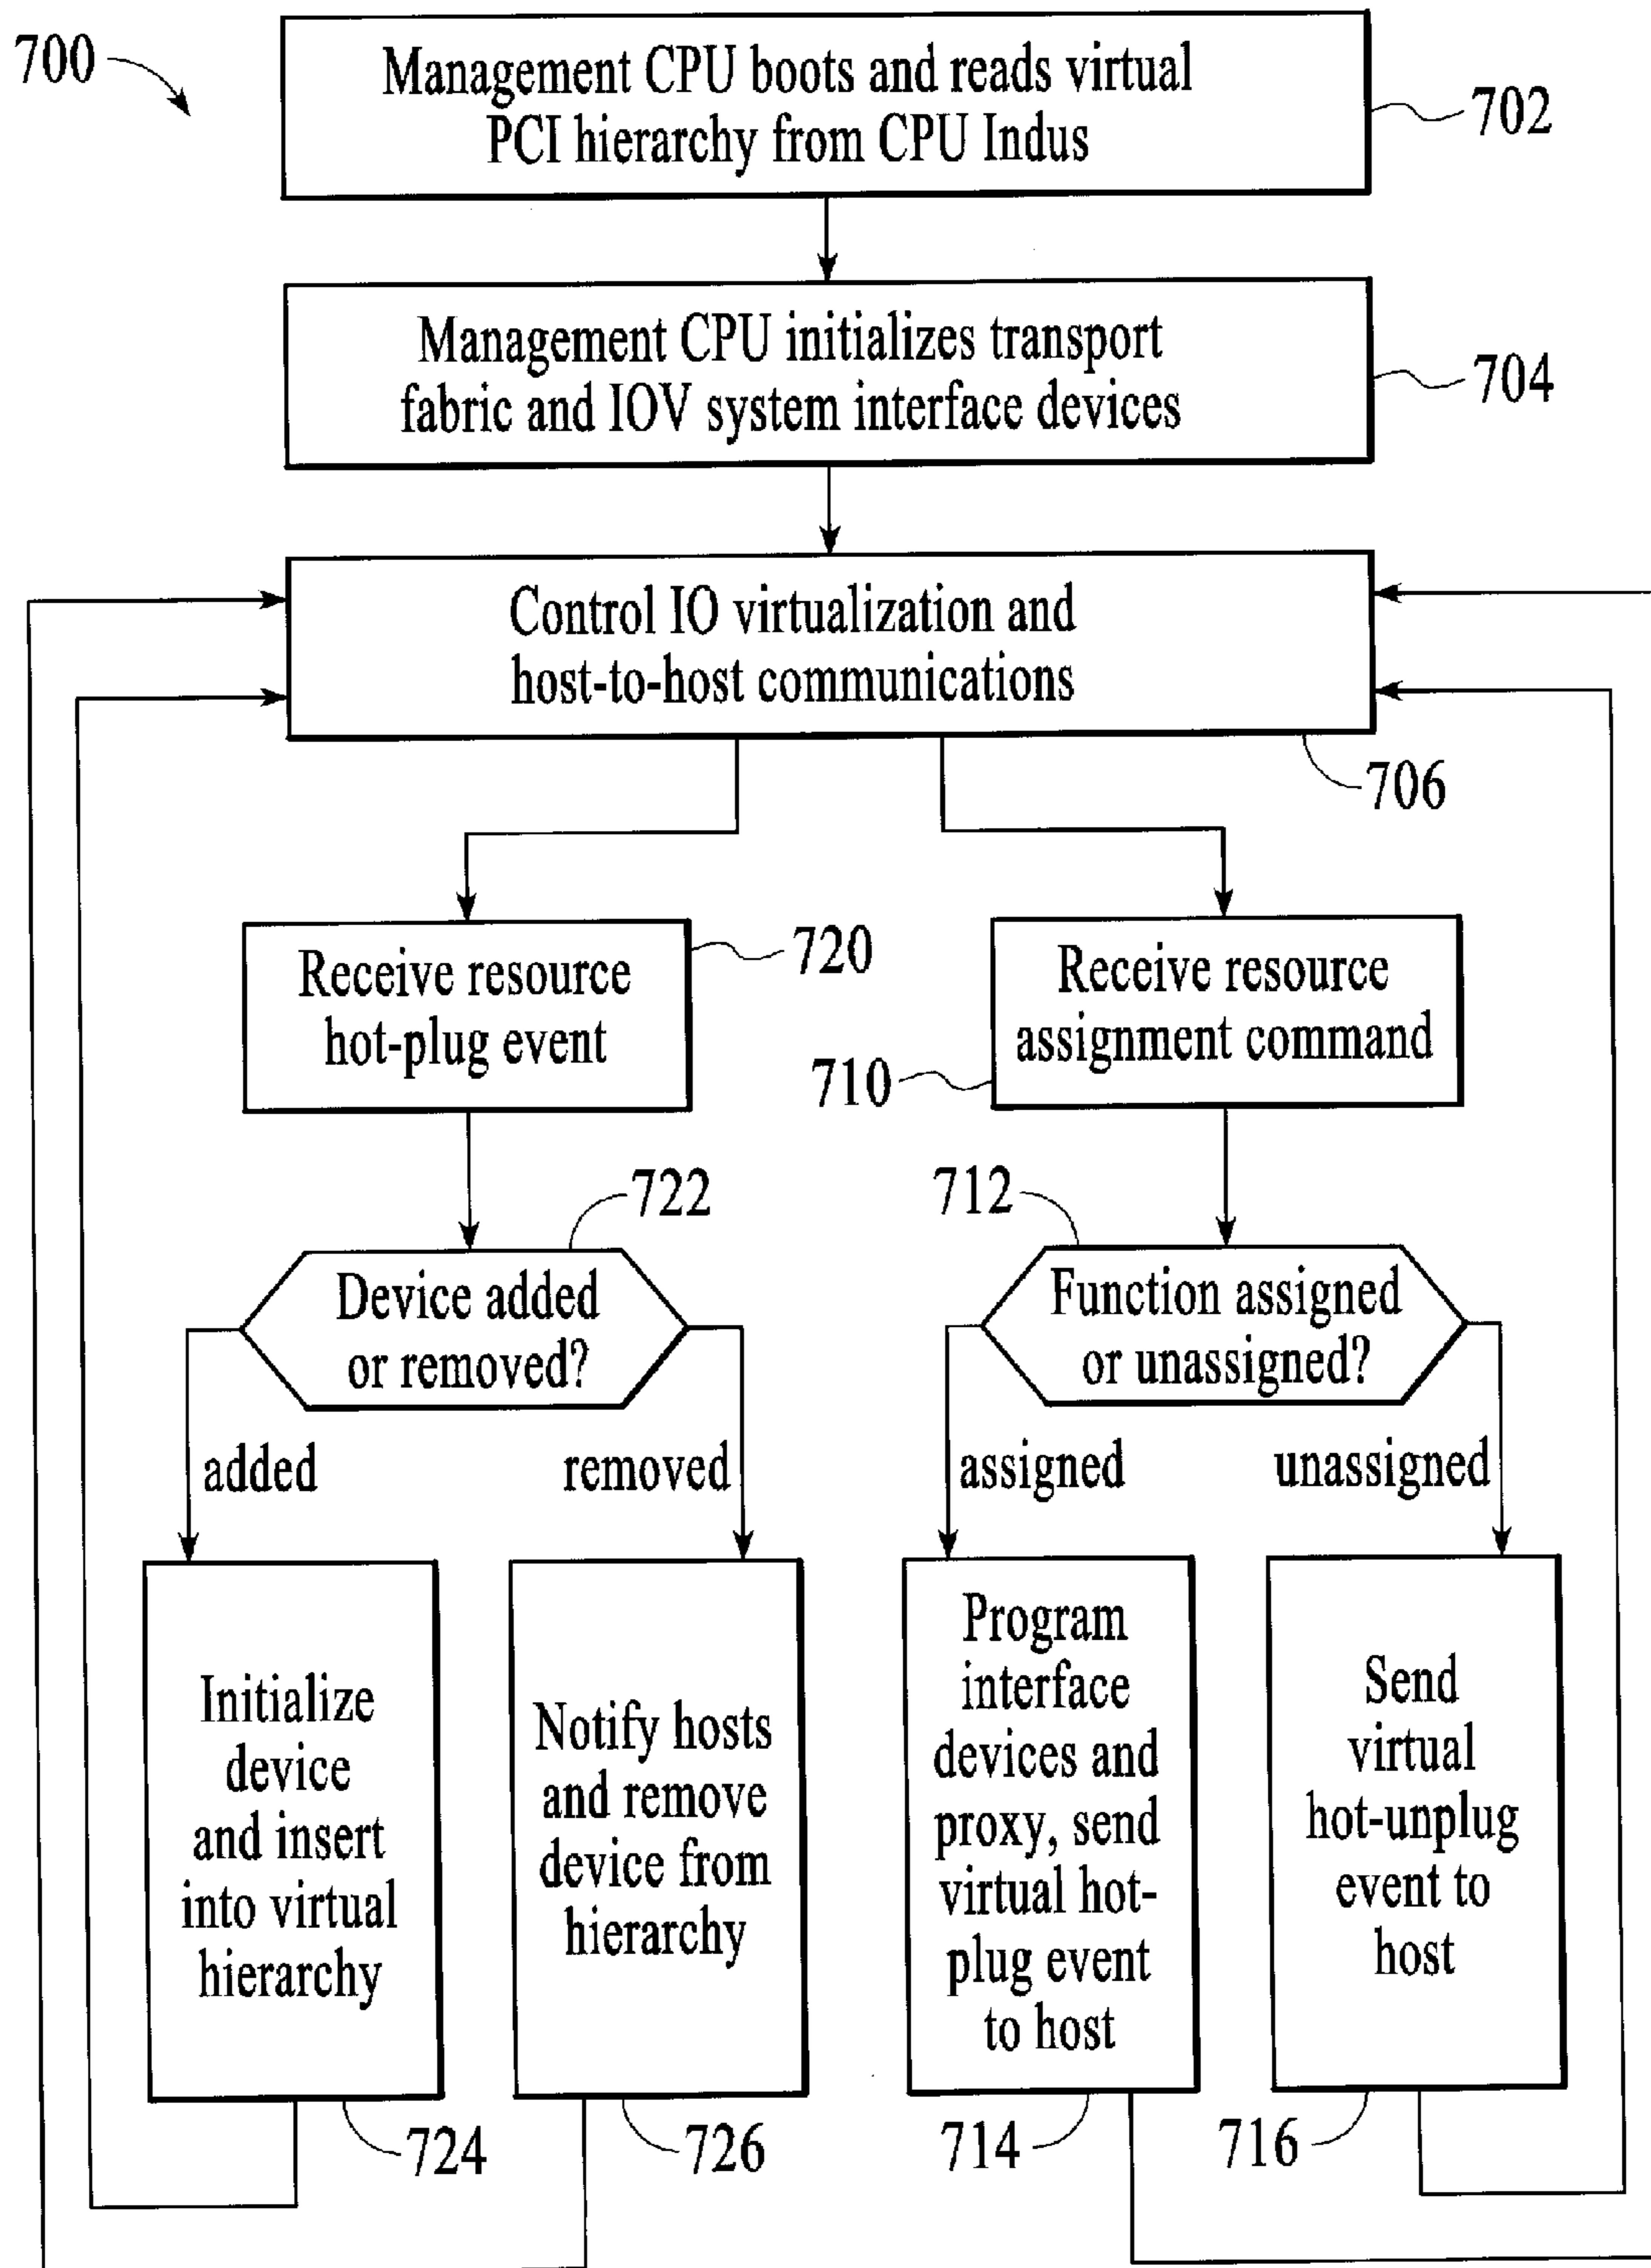 700
Management CPU boots and reads virtual
PCI hierarchy from CPU Indus
702
Management CPU initializes transport
fabric and IOV system interface devices
704
Control IO virtualization and
host-to-host communications
706
Receive resource
hot-plug event
720
Receive resource
assignment command
710
722
Device added
or removed?
712
Function assigned
or unassigned?
added
removed
assigned
unassigned
Initialize
device
and insert
into virtual
hierarchy
724
Notify hosts
and remove
device from
hierarchy
726
Program
interface
devices and
proxy, send
virtual hot-
plug event
to host
714
Send
virtual
hot-unplug
event to
host
716